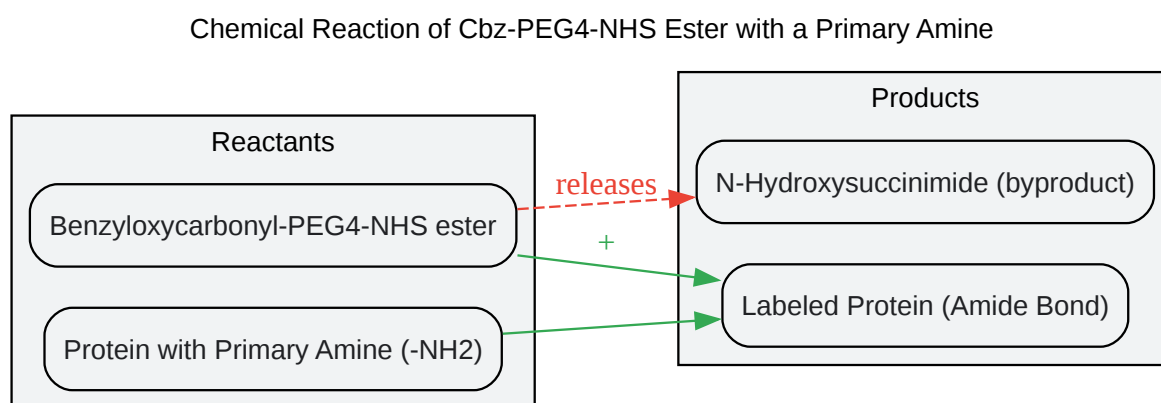 Chemical Reaction of Cbz-PEG4-NHS Ester with a Primary Amine
Reactants
Benzyloxycarbonyl-PEG4-NHS ester
Protein with Primary Amine (-NH2)
releases
+
Products
N-Hydroxysuccinimide (byproduct)
Labeled Protein (Amide Bond)